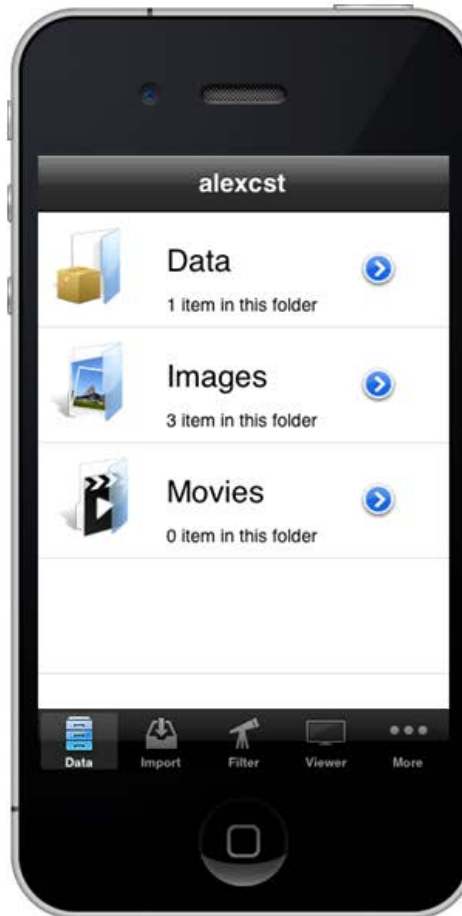 alexcst
Data
1 item in this folder
Images
3 item in this folder
Movies
0 item in this folder
Data Import Filter Viewer More